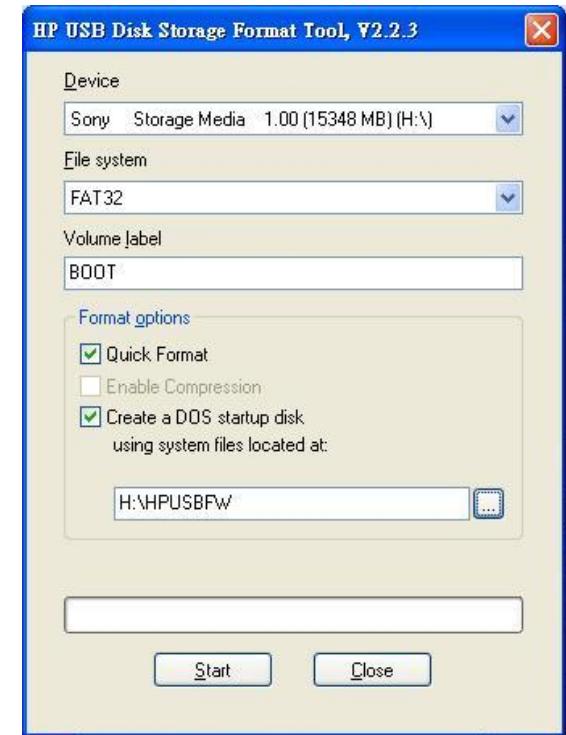 HP USB Disk Storage Format Tool, V2.2.3
Device
Sony Storage Media 1.00 (15348 MB) (H:\)
File system
FAT32
Volume label
BOOT
Format options
Quick Format
Enable Compression
Create a DOS startup disk
using system files located at:
H:\HPUSBFW
...
Start
Close